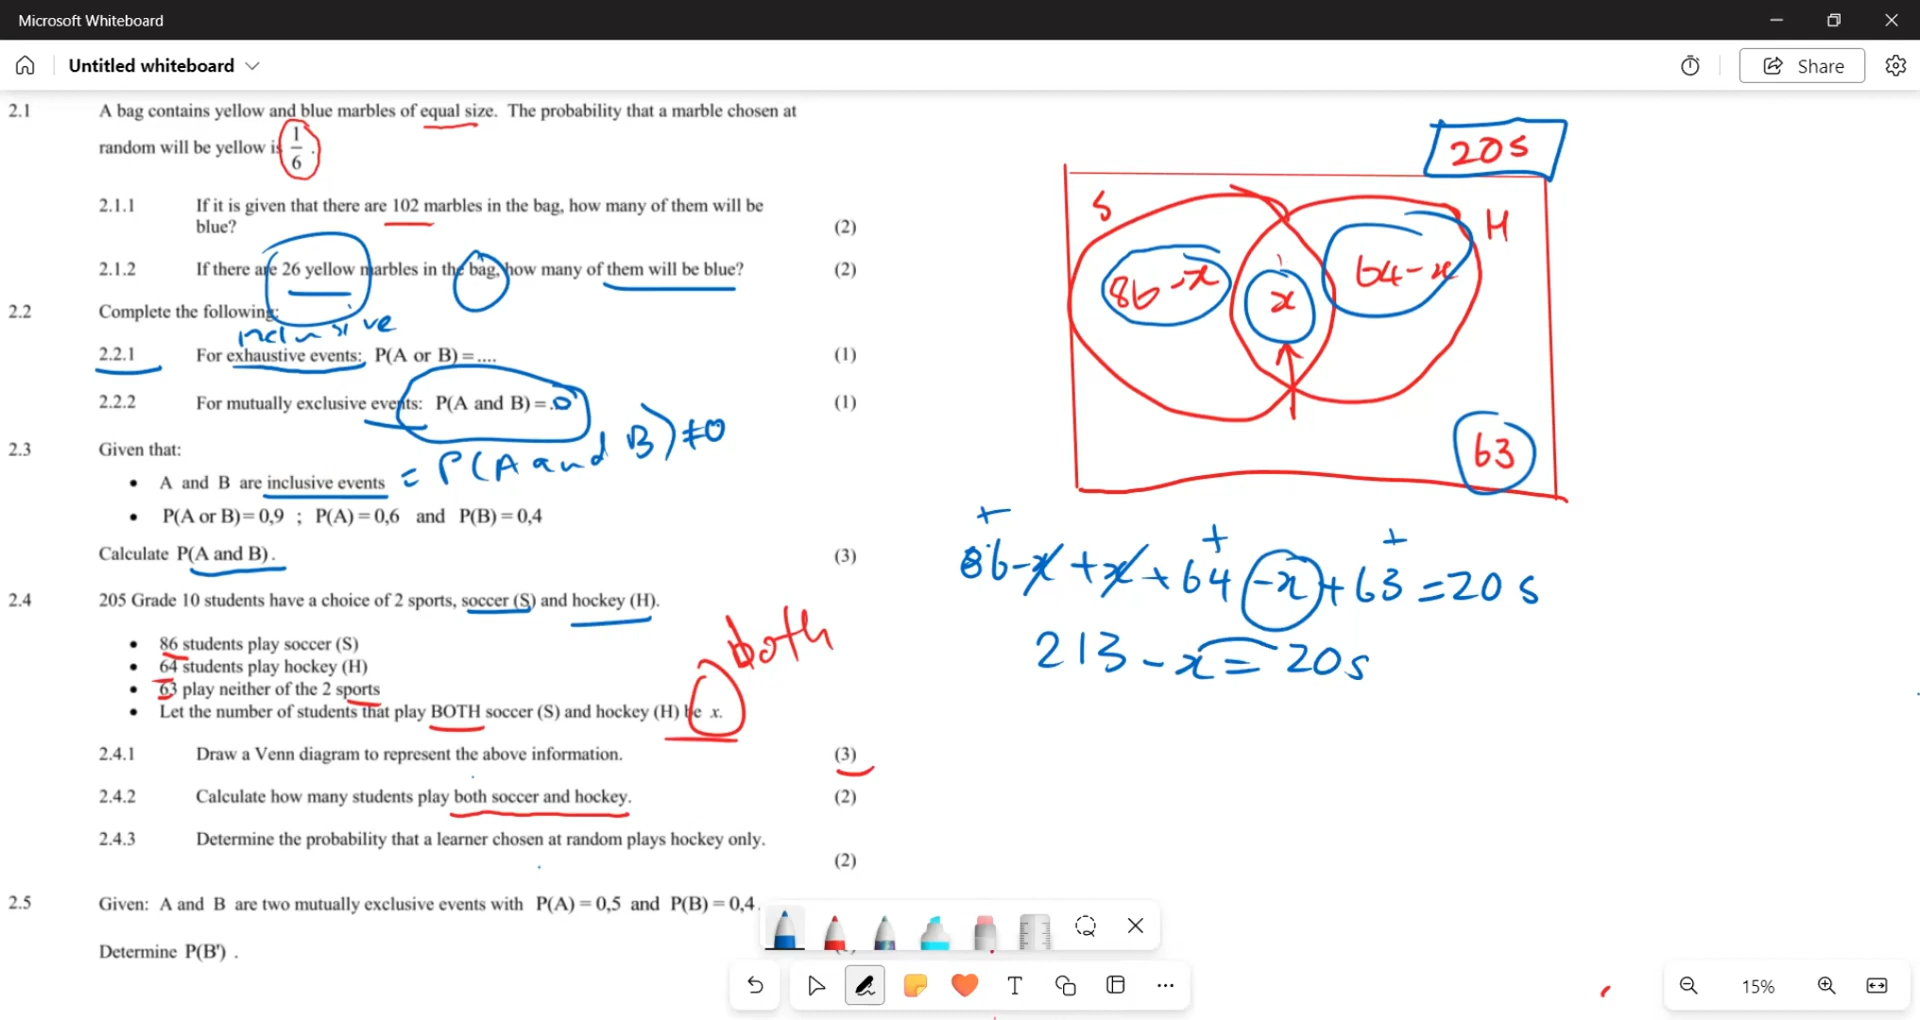 Microsoft Whiteboard
Untitled whiteboard
Share
2.1 A bag contains yellow and blue marbles of equal size. The probability that a marble chosen at
random will be yellow is 1/6 .
2.1.1 If it is given that there are 102 marbles in the bag, how many of them will be
blue? (2)
2.1.2 If there are 26 yellow marbles in the bag, how many of them will be blue? (2)
2.2 Complete the following:
inclusive
2.2.1 For exhaustive events: P(A or B) = .... (1)
2.2.2 For mutually exclusive events: P(A and B) = .0 (1)
2.3 Given that:
• A and B are inclusive events = P(A and B) ≠0
• P(A or B) = 0,9 ; P(A) = 0,6 and P(B) = 0,4
Calculate P(A and B) . (3)
2.4 205 Grade 10 students have a choice of 2 sports, soccer (S) and hockey (H).
• 86 students play soccer (S)
• 64 students play hockey (H)
• 63 play neither of the 2 sports
• Let the number of students that play BOTH soccer (S) and hockey (H) be x.
both
2.4.1 Draw a Venn diagram to represent the above information. (3)
2.4.2 Calculate how many students play both soccer and hockey. (2)
2.4.3 Determine the probability that a learner chosen at random plays hockey only.
(2)
2.5 Given: A and B are two mutually exclusive events with P(A) = 0,5 and P(B) = 0,4.
Determine P(B') .
205
S H
86 - x x 64 - x
63
+ + +
86 - x + x + 64 - x + 63 = 205
213 - x = 205
15%